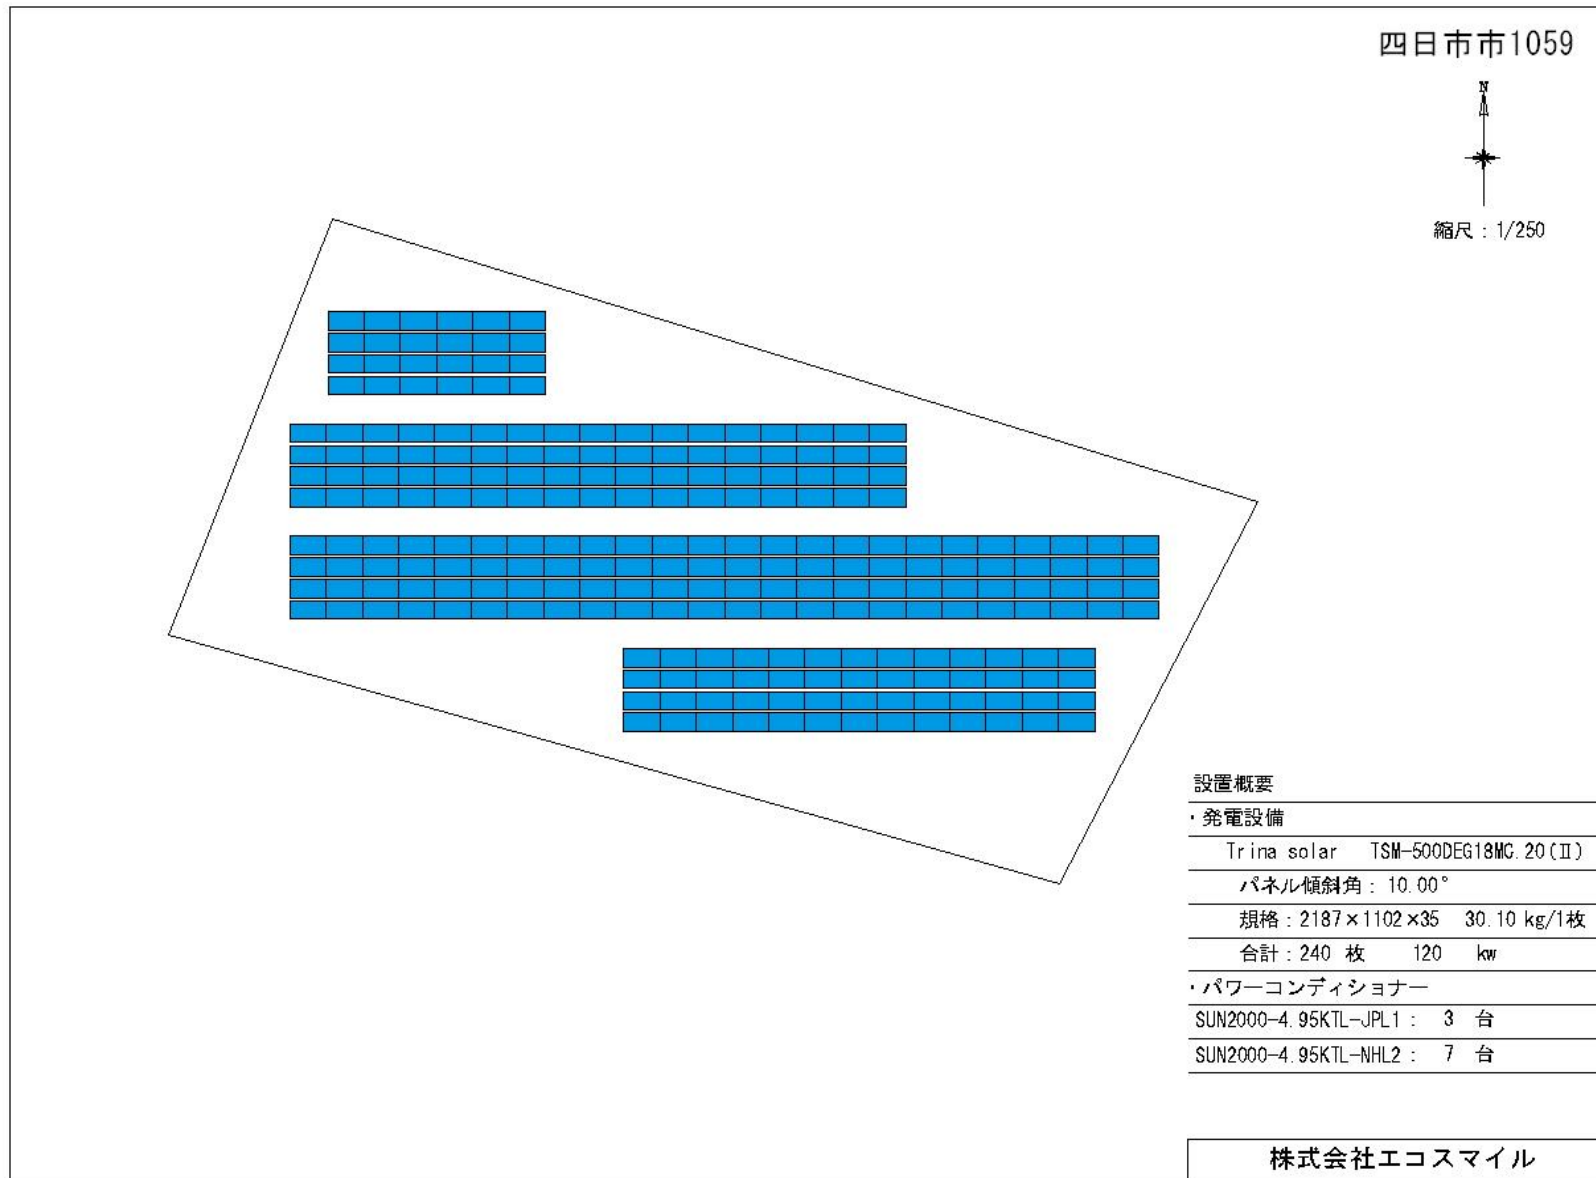 四日市市1059
N
縮尺：1/250
設置概要
・発電設備
Trina solar TSM-500DEG18MC.20(Ⅱ)
パネル傾斜角：10.00°
規格：2187×1102×35 30.10 kg/1枚
合計：240 枚 120 kw
・パワーコンディショナー
SUN2000-4.95KTL-JPL1： 3 台
SUN2000-4.95KTL-NHL2： 7 台
株式会社エコスマイル